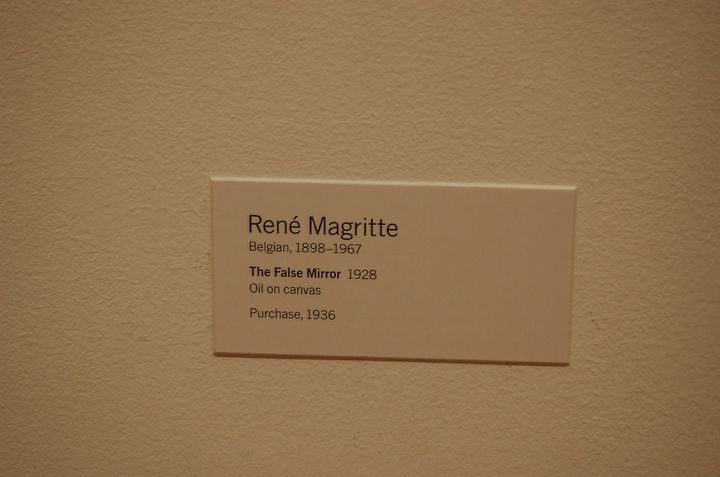 René Magritte
Belgian, 1898–1967
The False Mirror 1928
Oil on canvas
Purchase, 1936